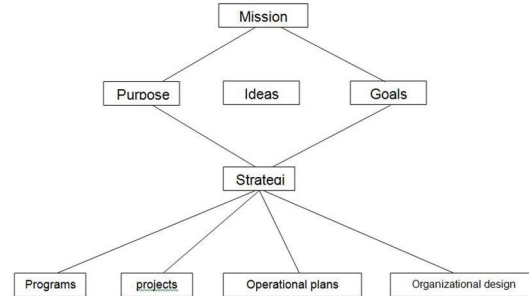 Mission
Purpose
Ideas
Goals
Strategi
Programs
projects
Operational plans
Organizational design